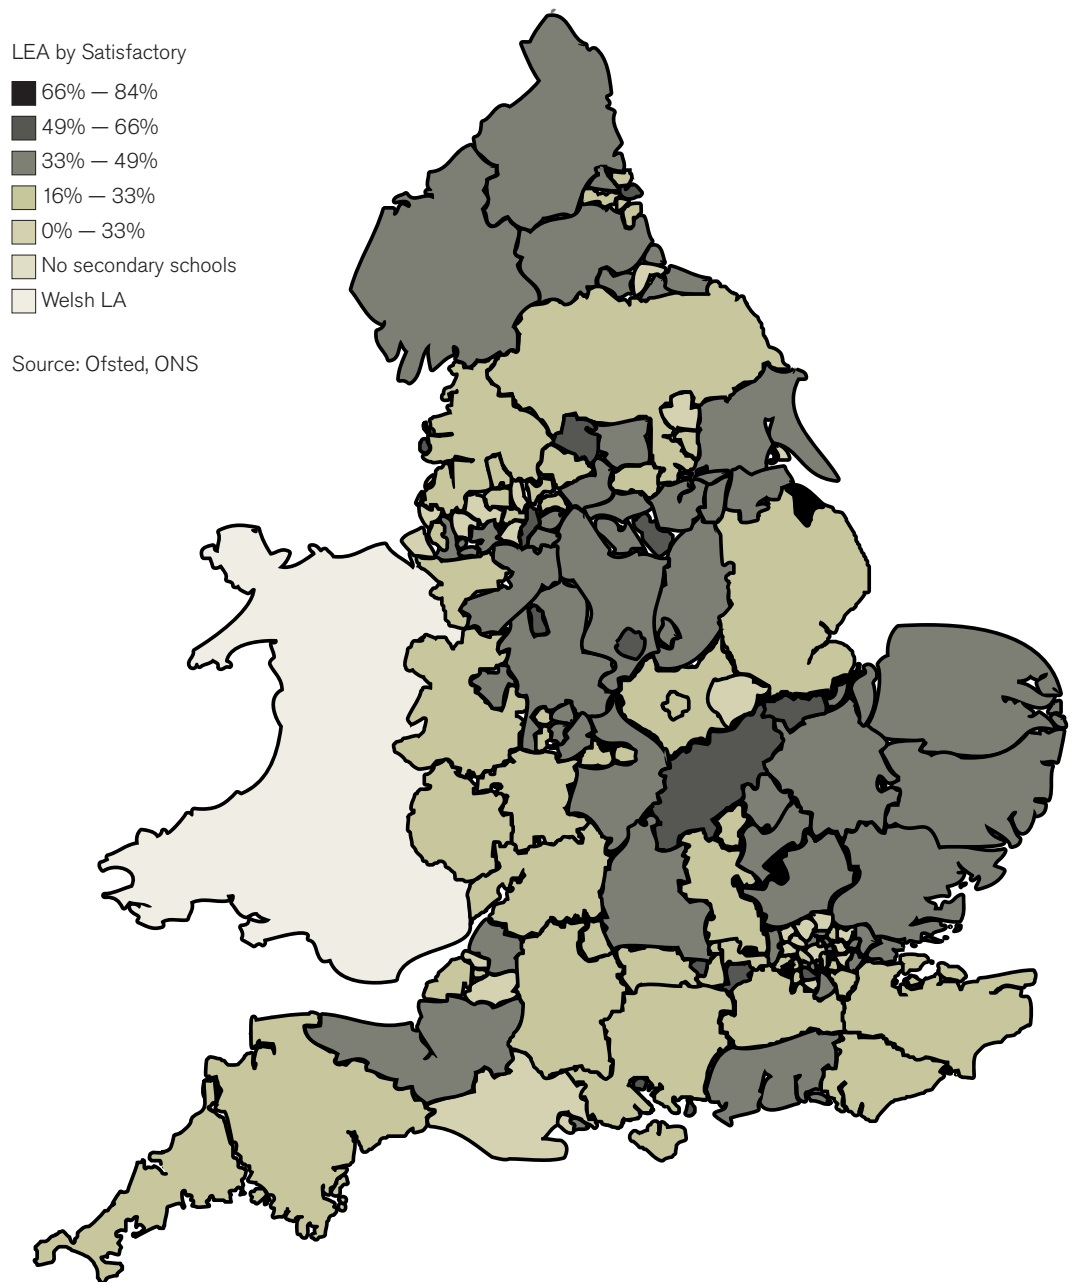 LEA by Satisfactory
66% — 84%
49% — 66%
33% — 49%
16% — 33%
0% — 33%
No secondary schools
Welsh LA
Source: Ofsted, ONS